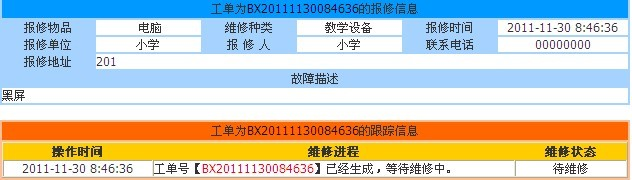 工单为BX20111130084636的报修信息
报修物品 电脑 维修种类 教学设备 报修时间 2011-11-30 8:46:36
报修单位 小学 报 修 人 小学 联系电话 00000000
报修地址 201
故障描述
黑屏
工单为BX20111130084636的跟踪信息
操作时间 维修进程 维修状态
2011-11-30 8:46:36 工单号【BX20111130084636】已经生成，等待维修中。 待维修